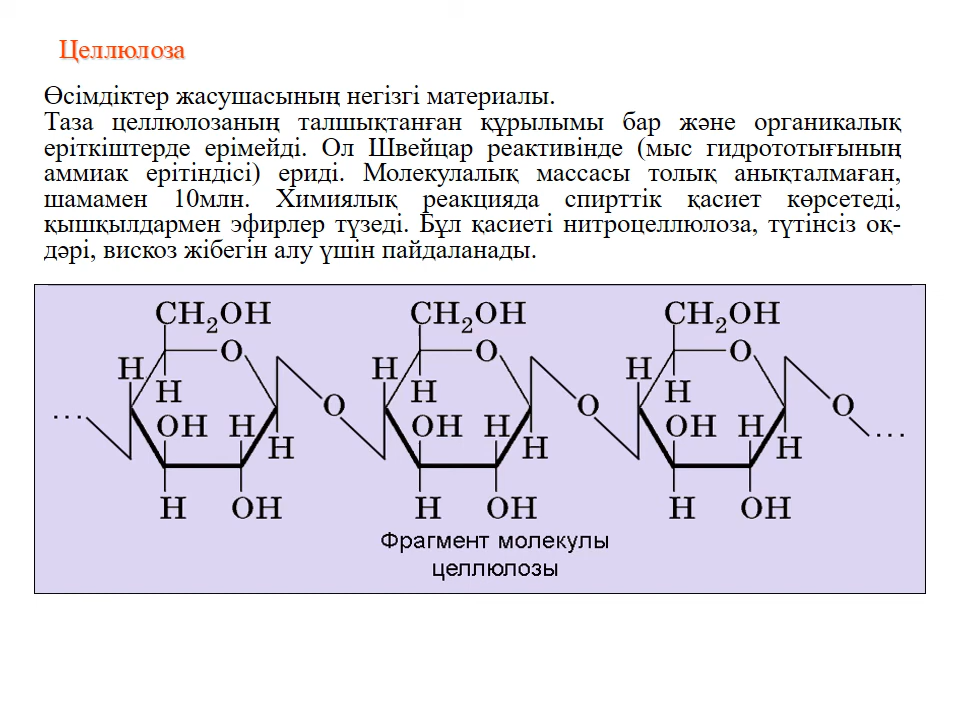 Целлюлоза
Өсімдіктер жасушасының негізгі материалы.
Таза целлюлозаның талшықтанған құрылымы бар және органикалық
еріткіштерде ерімейді. Ол Швейцар реактивінде (мыс гидрототығының
аммиак ерітіндісі) ериді. Молекулалық массасы толық анықталмаған,
шамамен 10млн. Химиялық реакцияда спирттік қасиет көрсетеді,
қышқылдармен эфирлер түзеді. Бұл қасиеті нитроцеллюлоза, түтінсіз оқ-
дәрі, вискоз жібегін алу үшін пайдаланады.
CH₂OH CH₂OH CH₂OH
O O O
H H H
H H H
O O O
... OH H OH H OH H ...
H H H
H OH H OH H OH
Фрагмент молекулы
целлюлозы